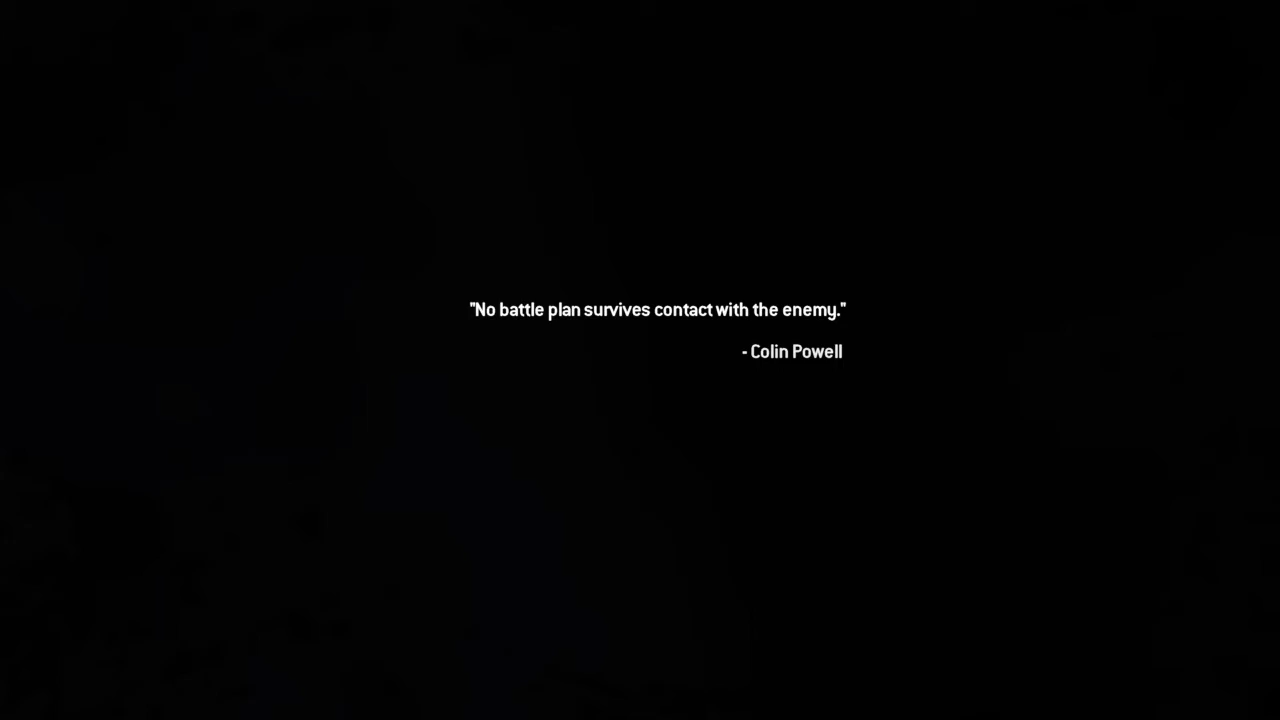 "No battle plan survives contact with the enemy."
- Colin Powell